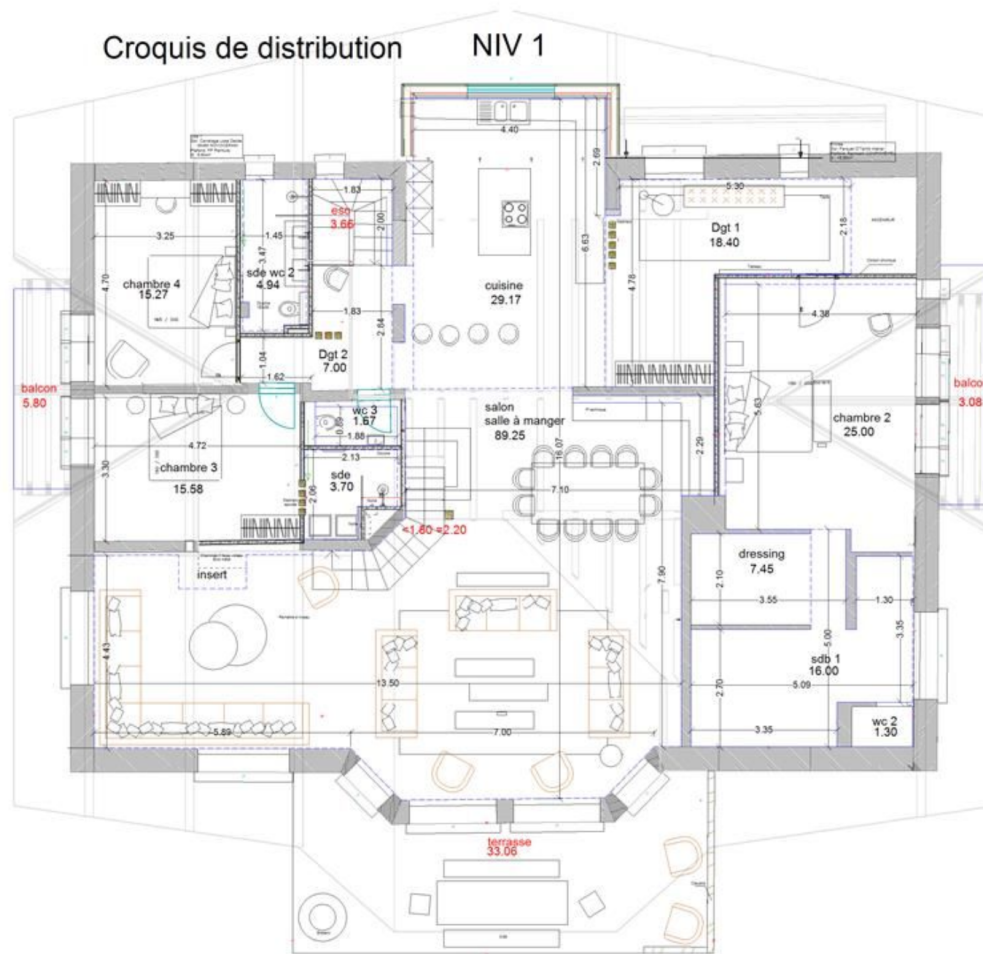 Croquis de distribution NIV 1
4.40
2.69
1.83
esc
3.66
2.00
5.30
Dgt 1
18.40
2.18
3.25
1.45
3.47
sde wc 2
4.94
4.70
chambre 4
15.27
6.63
cuisine
29.17
4.78
1.83
2.84
4.38
Dgt 2
7.00
1.04
1.62
balcon
5.80
balcon
3.08
5.63
chambre 2
25.00
wc 3
1.67
0.89
1.88
salon
salle à manger
89.25
16.07
2.29
4.72
chambre 3
15.58
3.30
2.13
sde
3.70
2.06
7.10
<1.80 =2.20
insert
dressing
7.45
2.10
3.55
1.30
7.90
3.35
5.00
4.43
sdb 1
16.00
13.50
2.70
5.09
wc 2
1.30
5.89
7.00
3.35
terrasse
33.06